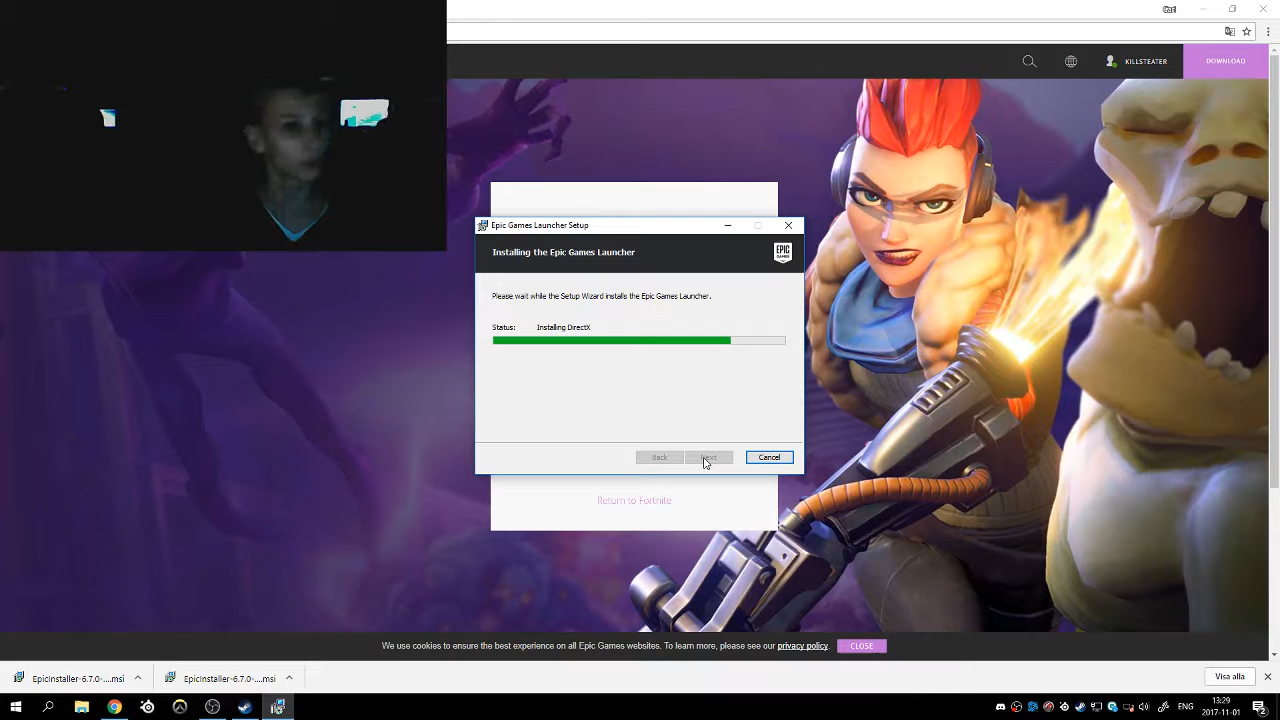 Carl
KILLSTEATER
DOWNLOAD
Epic Games Launcher Setup
Installing the Epic Games Launcher
EPIC
GAMES
Please wait while the Setup Wizard installs the Epic Games Launcher.
Status: Installing DirectX
Back Next Cancel
Return to Fortnite
We use cookies to ensure the best experience on all Epic Games websites. To learn more, please see our privacy policy. CLOSE
EpicInstaller-6.7.0-....msi EpicInstaller-6.7.0-....msi Visa alla
ENG
13:29
2017-11-01
2